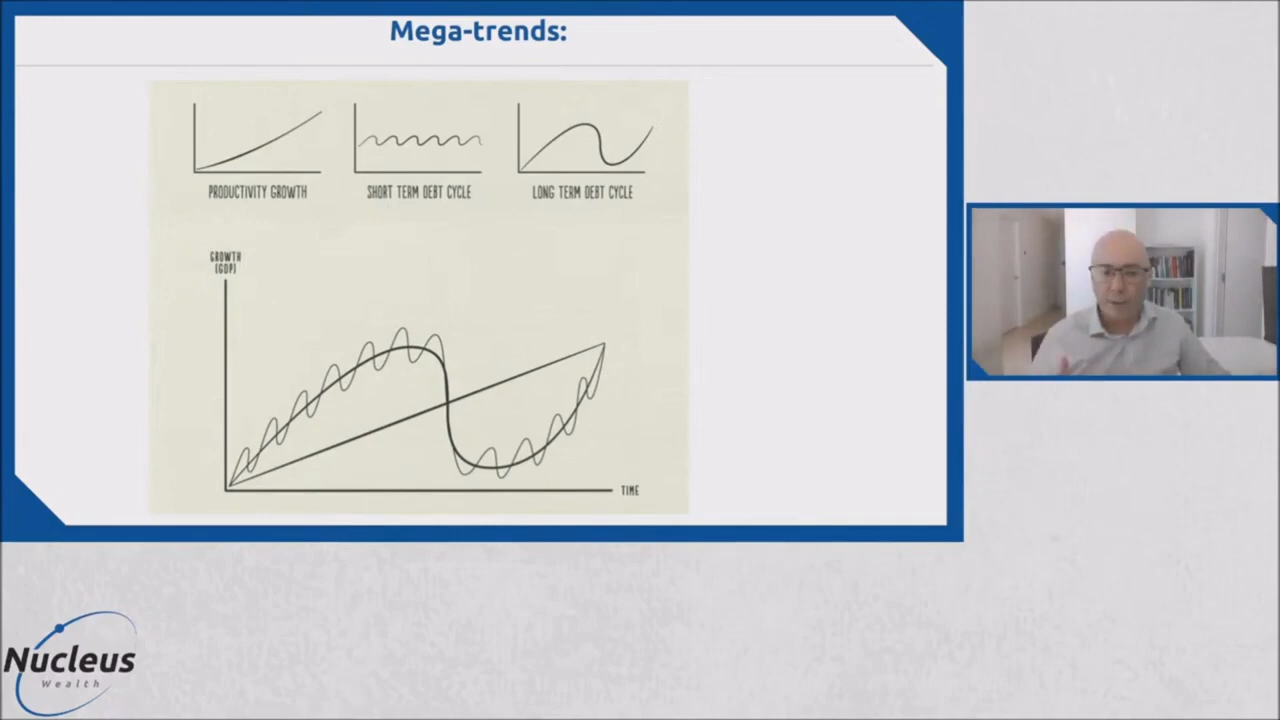 Mega-trends:
PRODUCTIVITY GROWTH
SHORT TERM DEBT CYCLE
LONG TERM DEBT CYCLE
GROWTH
(GDP)
TIME
Nucleus
Wealth